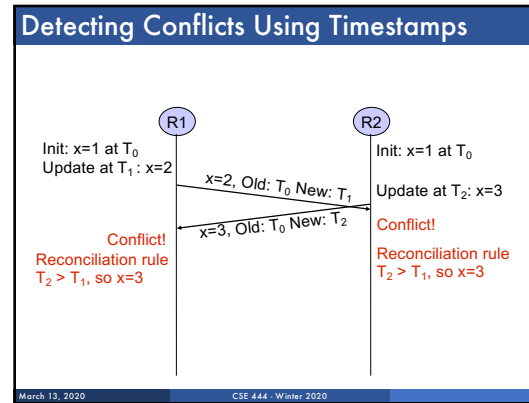 Detecting Conflicts Using Timestamps
R1
R2
Init: x=1 at T₀
Update at T₁: x=2
Init: x=1 at T₀
x=2, Old: T₀ New: T₁
Update at T₂: x=3
x=3, Old: T₀ New: T₂
Conflict!
Reconciliation rule
T₂ > T₁, so x=3
Conflict!
Reconciliation rule
T₂ > T₁, so x=3
March 13, 2020
CSE 444 - Winter 2020